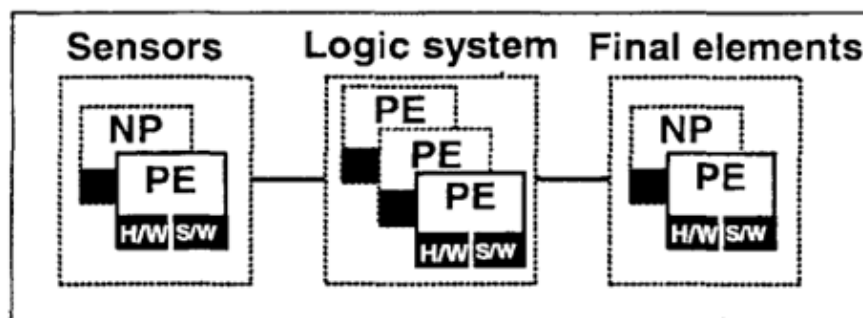 Sensors Logic system Final elements
NP PE NP
PE PE PE
PE
H/W S/W H/W S/W H/W S/W